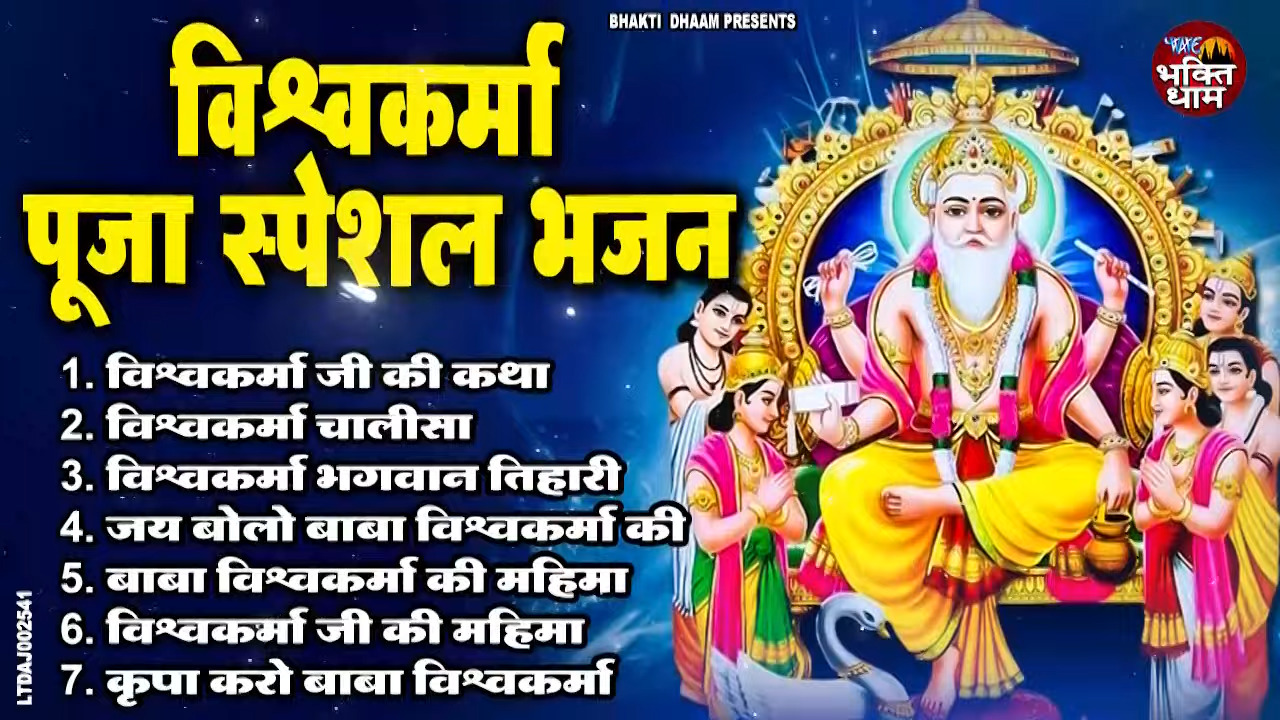 BHAKTI DHAAM PRESENTS
WAVE
भक्ति
धाम
विश्वकर्मा
पूजा स्पेशल भजन
1. विश्वकर्मा जी की कथा
2. विश्वकर्मा चालीसा
3. विश्वकर्मा भगवान तिहारी
4. जय बोलो बाबा विश्वकर्मा की
5. बाबा विश्वकर्मा की महिमा
6. विश्वकर्मा जी की महिमा
7. कृपा करो बाबा विश्वकर्मा
LTDAJ002541